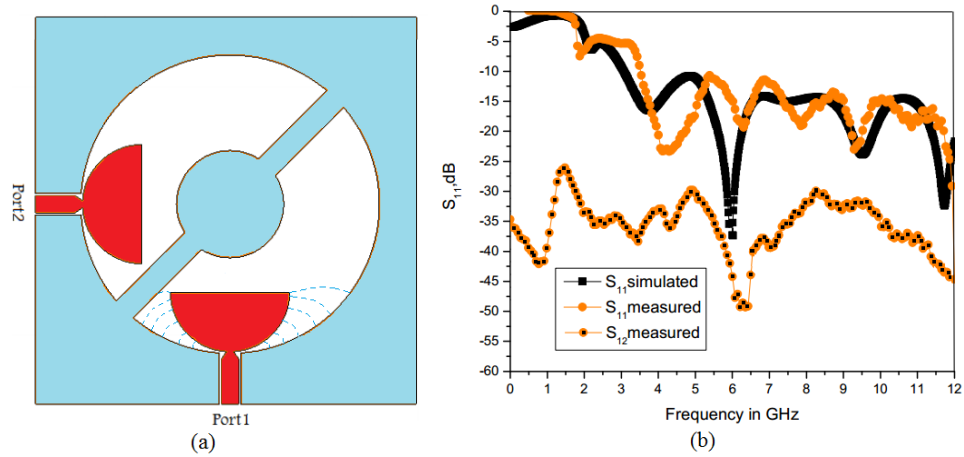 Port2
Port1
(a)
S11,dB
0
-5
-10
-15
-20
-25
-30
-35
-40
-45
-50
-55
-60
S11simulated
S11measured
S12measured
0 1 2 3 4 5 6 7 8 9 10 11 12
Frequency in GHz
(b)